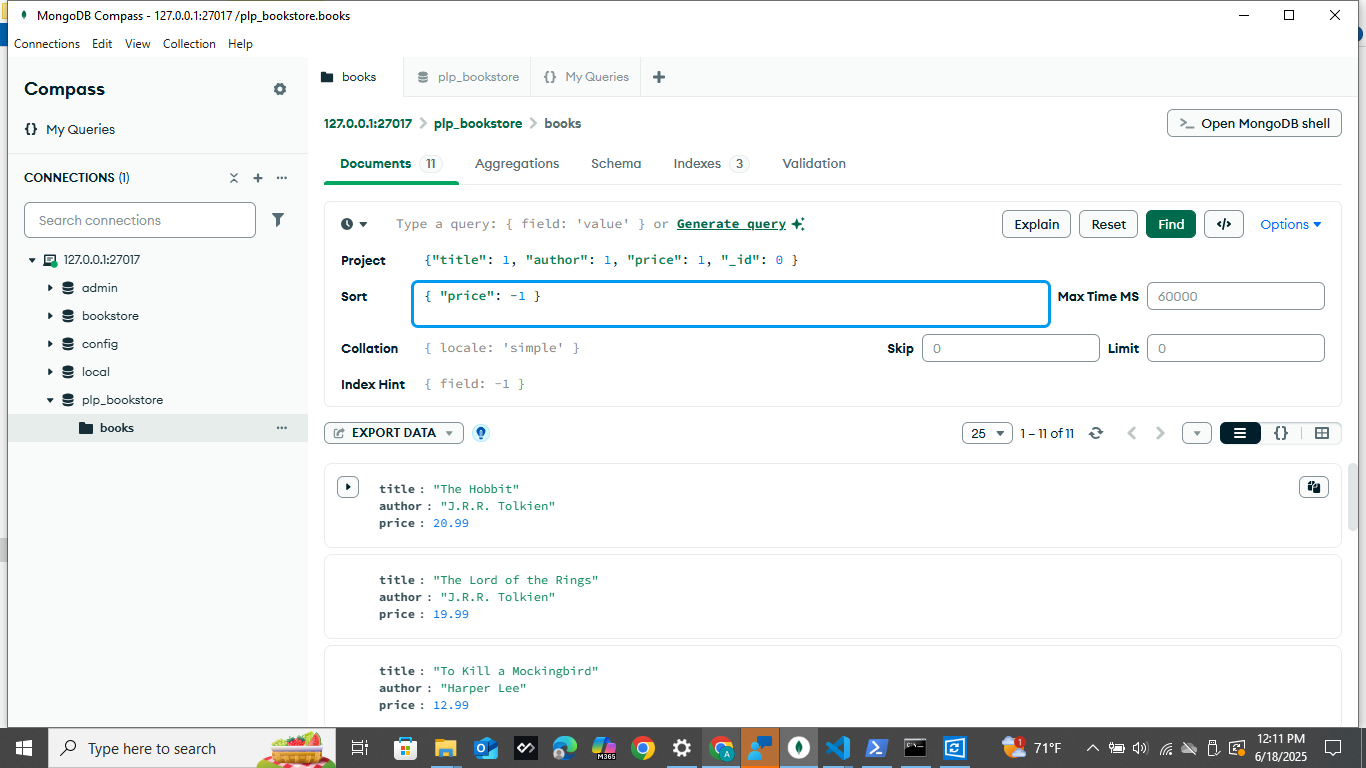 MongoDB Compass - 127.0.0.1:27017 /plp_bookstore.books
Connections Edit View Collection Help
Compass
{} My Queries
CONNECTIONS (1)
Search connections
127.0.0.1:27017
admin
bookstore
config
local
plp_bookstore
books
books plp_bookstore {} My Queries
127.0.0.1:27017 > plp_bookstore > books
>_ Open MongoDB shell
Documents 11 Aggregations Schema Indexes 3 Validation
Type a query: { field: 'value' } or Generate query
Explain Reset Find </> Options
Project {"title": 1, "author": 1, "price": 1, "_id": 0 }
Sort { "price": -1 }
Max Time MS 60000
Collation { locale: 'simple' }
Skip 0 Limit 0
Index Hint { field: -1 }
EXPORT DATA
25 1 – 11 of 11 {}
title : "The Hobbit"
author : "J.R.R. Tolkien"
price : 20.99
title : "The Lord of the Rings"
author : "J.R.R. Tolkien"
price : 19.99
title : "To Kill a Mockingbird"
author : "Harper Lee"
price : 12.99
Type here to search
M365
1
71°F
12:11 PM
6/18/2025